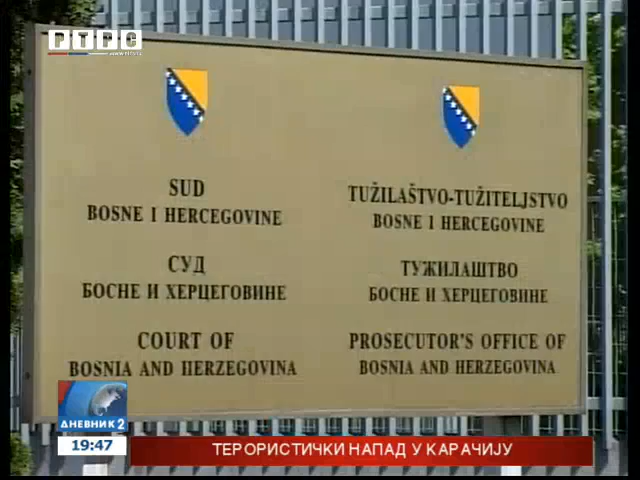 РТРС
SUD
BOSNE I HERCEGOVINE
СУД
БОСНЕ И ХЕРЦЕГОВИНЕ
COURT OF
BOSNIA AND HERZEGOVINA
TUŽILAŠTVO-TUŽITELJSTVO
BOSNE I HERCEGOVINE
ТУЖИЛАШТВО
БОСНЕ И ХЕРЦЕГОВИНЕ
PROSECUTOR'S OFFICE OF
BOSNIA AND HERZEGOVINA
ДНЕВНИК 2
19:47
ТЕРОРИСТИЧКИ НАПАД У КАРАЧИЈУ